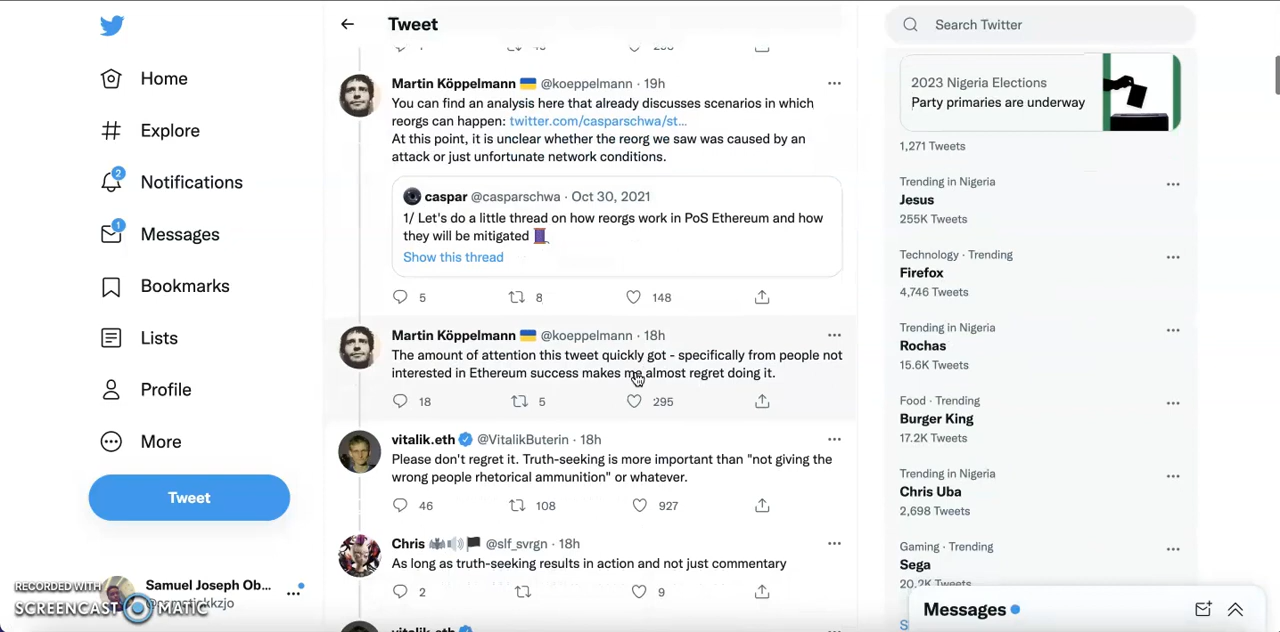 Tweet
Search Twitter
Home
Explore
2
Notifications
1
Messages
Bookmarks
Lists
Profile
More
Tweet
Samuel Joseph Ob...
RECORDED WITH
SCREENCAST MATIC
Martin Köppelmann @koeppelmann · 19h
You can find an analysis here that already discusses scenarios in which
reorgs can happen: twitter.com/casparschwa/st...
At this point, it is unclear whether the reorg we saw was caused by an
attack or just unfortunate network conditions.
caspar @casparschwa · Oct 30, 2021
1/ Let's do a little thread on how reorgs work in PoS Ethereum and how
they will be mitigated
Show this thread
5 8 148
Martin Köppelmann @koeppelmann · 18h
The amount of attention this tweet quickly got - specifically from people not
interested in Ethereum success makes me almost regret doing it.
18 5 295
vitalik.eth @VitalikButerin · 18h
Please don't regret it. Truth-seeking is more important than "not giving the
wrong people rhetorical ammunition" or whatever.
46 108 927
Chris @slf_svrgn · 18h
As long as truth-seeking results in action and not just commentary
2 9
2023 Nigeria Elections
Party primaries are underway
1,271 Tweets
Trending in Nigeria
Jesus
255K Tweets
Technology · Trending
Firefox
4,746 Tweets
Trending in Nigeria
Rochas
15.6K Tweets
Food · Trending
Burger King
17.2K Tweets
Trending in Nigeria
Chris Uba
2,698 Tweets
Gaming · Trending
Sega
20.2K Tweets
Messages